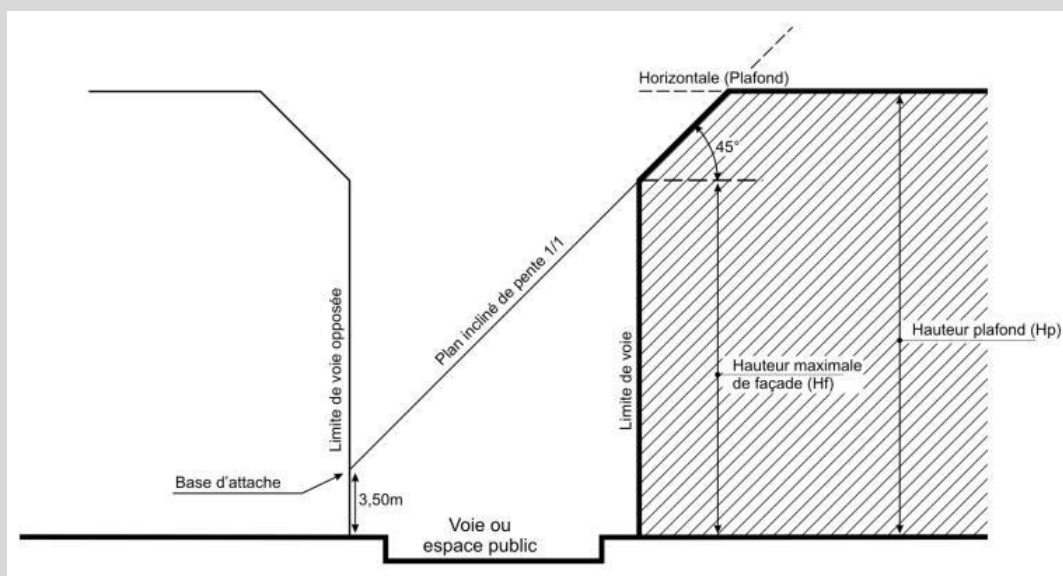 Horizontale (Plafond)
45°
Plan incliné de pente 1/1
Limite de voie opposée
Limite de voie
Hauteur plafond (Hp)
Hauteur maximale
de façade (Hf)
Base d'attache
3,50m
Voie ou
espace public